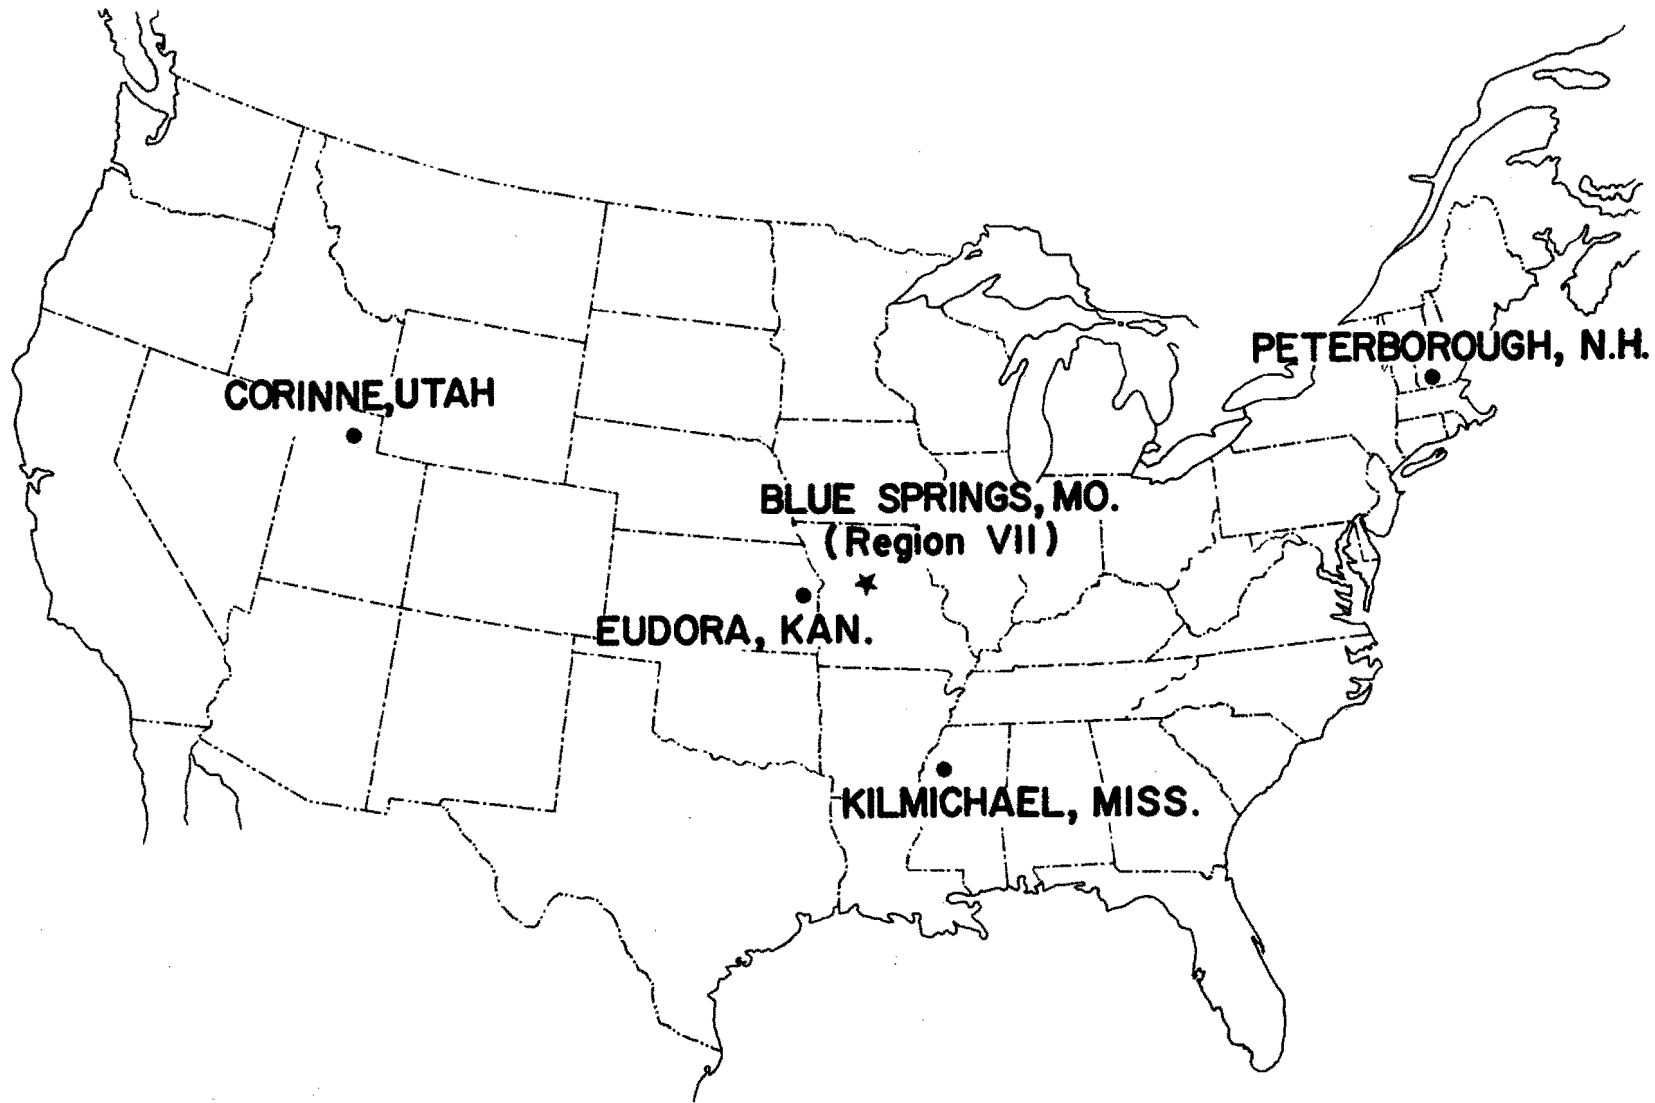 PETERBOROUGH, N.H.
CORINNE, UTAH
BLUE SPRINGS, MO.
(Region VII)
EUDORA, KAN.
KILMICHAEL, MISS.